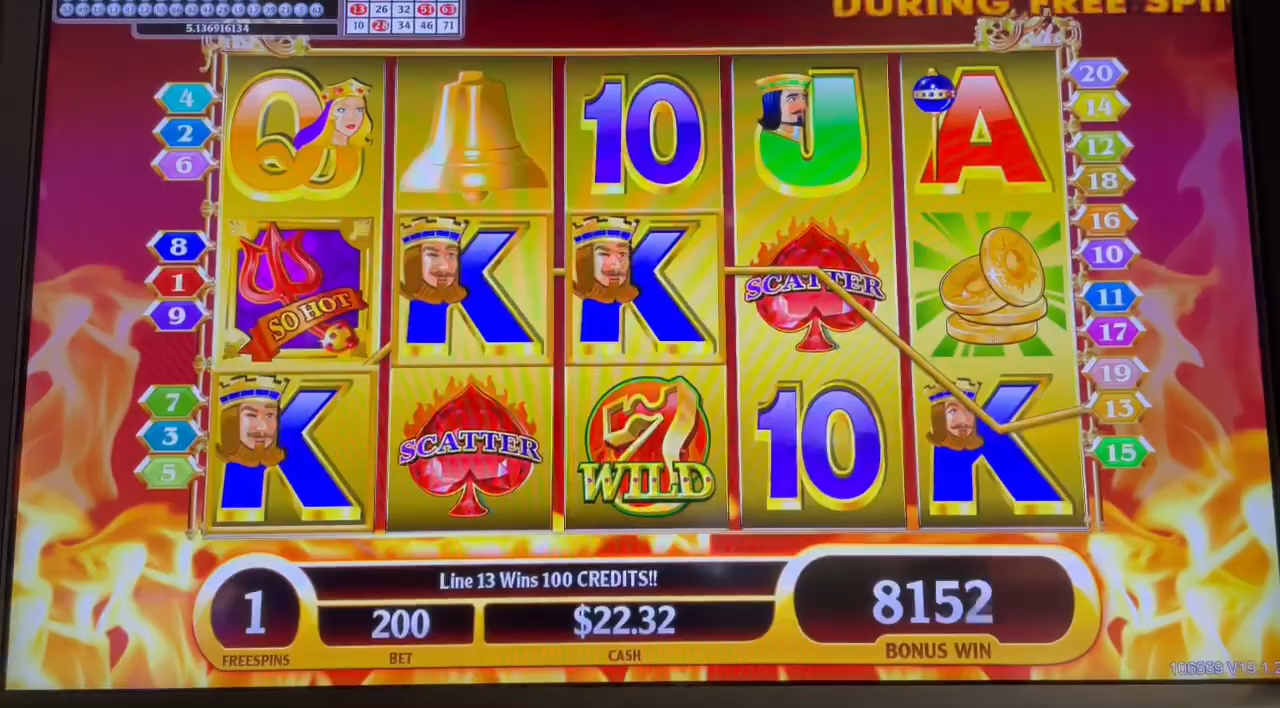 DURING FREE SPIN
13 26 32 51 63
10 28 34 46 71
5.136916134
Q 10 J A
SO HOT K K SCATTER
K SCATTER 7 WILD 10 K
4
2
6
8
1
9
7
3
5
20
14
12
18
16
10
11
17
19
13
15
Line 13 Wins 100 CREDITS!!
1 200 $22.32 8152
FREESPINS BET CASH BONUS WIN